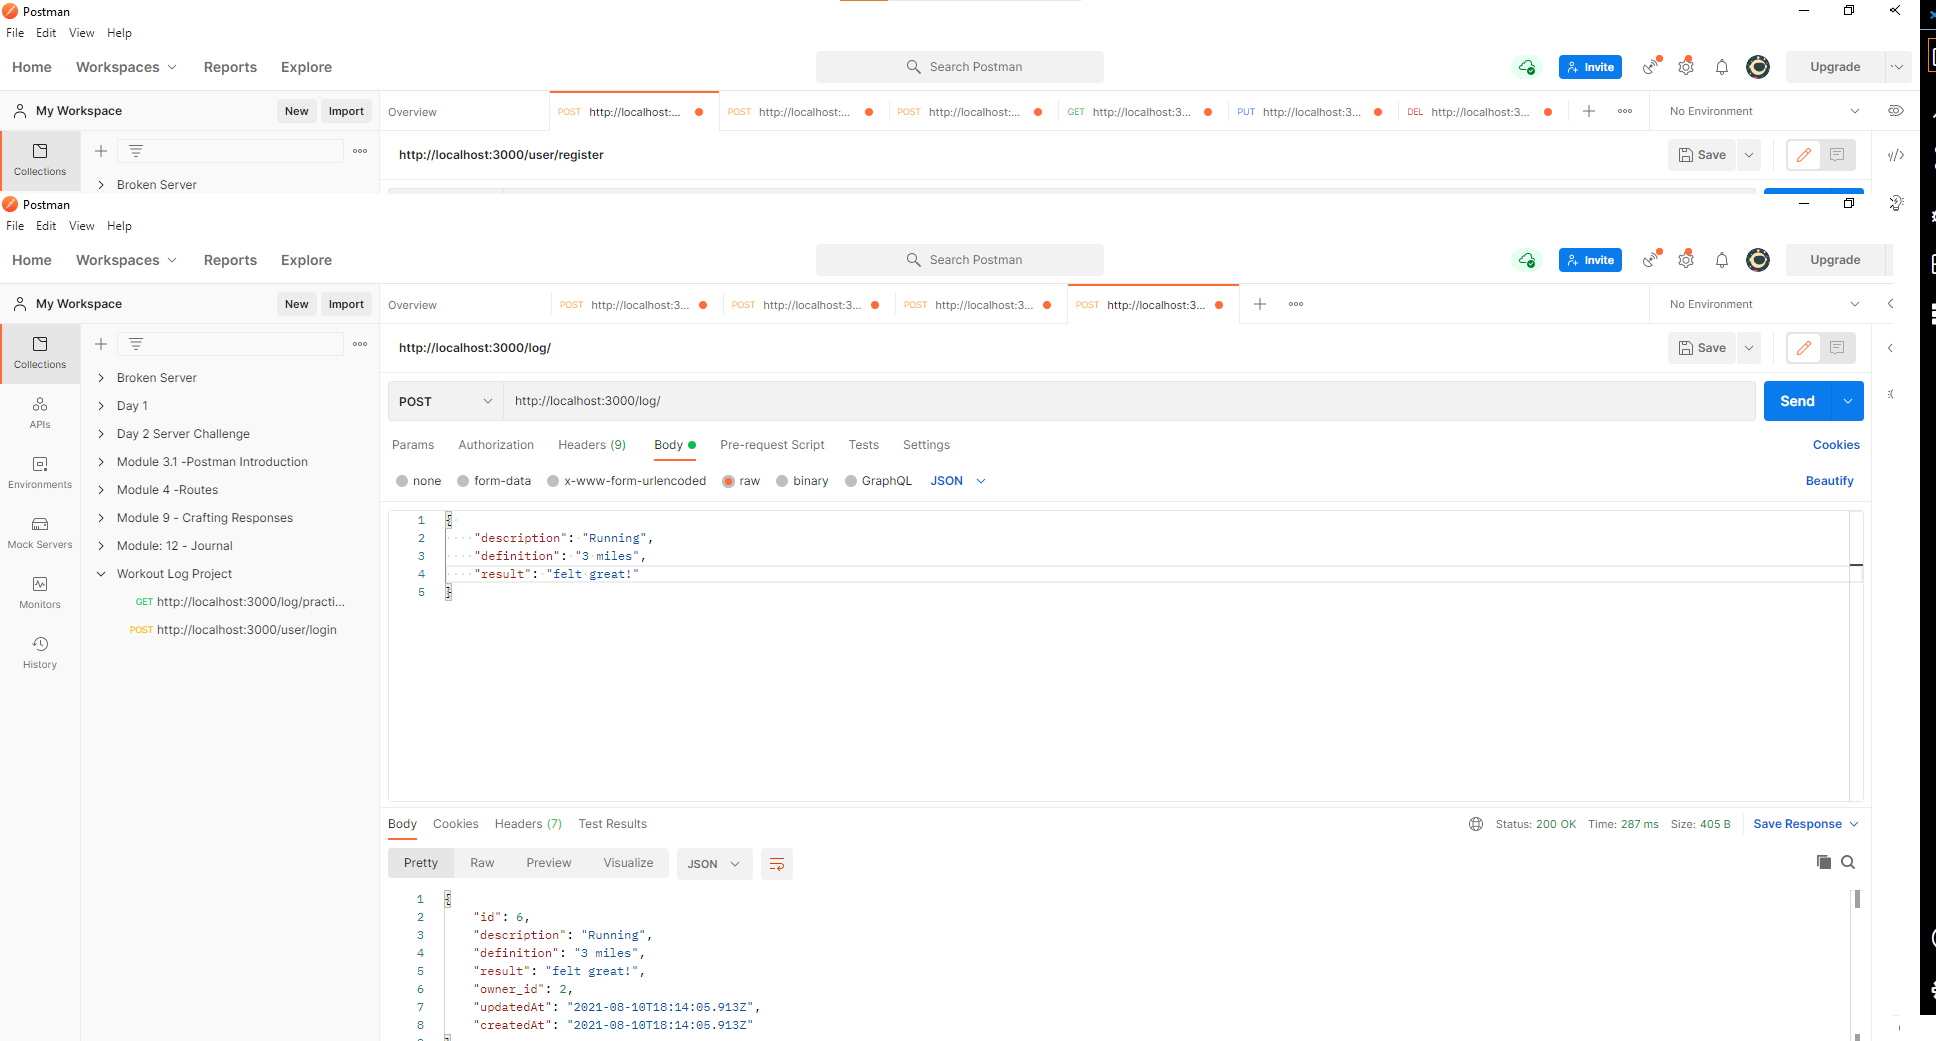 Postman
File Edit View Help
Home Workspaces Reports Explore Search Postman Invite Upgrade
My Workspace New Import Overview POST http://localhost:... POST http://localhost:... POST http://localhost:... GET http://localhost:3... PUT http://localhost:3... DEL http://localhost:3... No Environment
http://localhost:3000/user/register Save
Collections
Broken Server
Postman
File Edit View Help
Home Workspaces Reports Explore Search Postman Invite Upgrade
My Workspace New Import Overview POST http://localhost:3... POST http://localhost:3... POST http://localhost:3... POST http://localhost:3... No Environment
http://localhost:3000/log/ Save
Collections
APIs
Environments
Mock Servers
Monitors
History
Broken Server
Day 1
Day 2 Server Challenge
Module 3.1 -Postman Introduction
Module 4 -Routes
Module 9 - Crafting Responses
Module: 12 - Journal
Workout Log Project
GET http://localhost:3000/log/practi...
POST http://localhost:3000/user/login
POST http://localhost:3000/log/ Send
Params Authorization Headers (9) Body Pre-request Script Tests Settings Cookies
none form-data x-www-form-urlencoded raw binary GraphQL JSON Beautify
1 {
2 "description": "Running",
3 "definition": "3 miles",
4 "result": "felt great!"
5 }
Body Cookies Headers (7) Test Results Status: 200 OK Time: 287 ms Size: 405 B Save Response
Pretty Raw Preview Visualize JSON
1 {
2 "id": 6,
3 "description": "Running",
4 "definition": "3 miles",
5 "result": "felt great!",
6 "owner_id": 2,
7 "updatedAt": "2021-08-10T18:14:05.913Z",
8 "createdAt": "2021-08-10T18:14:05.913Z"